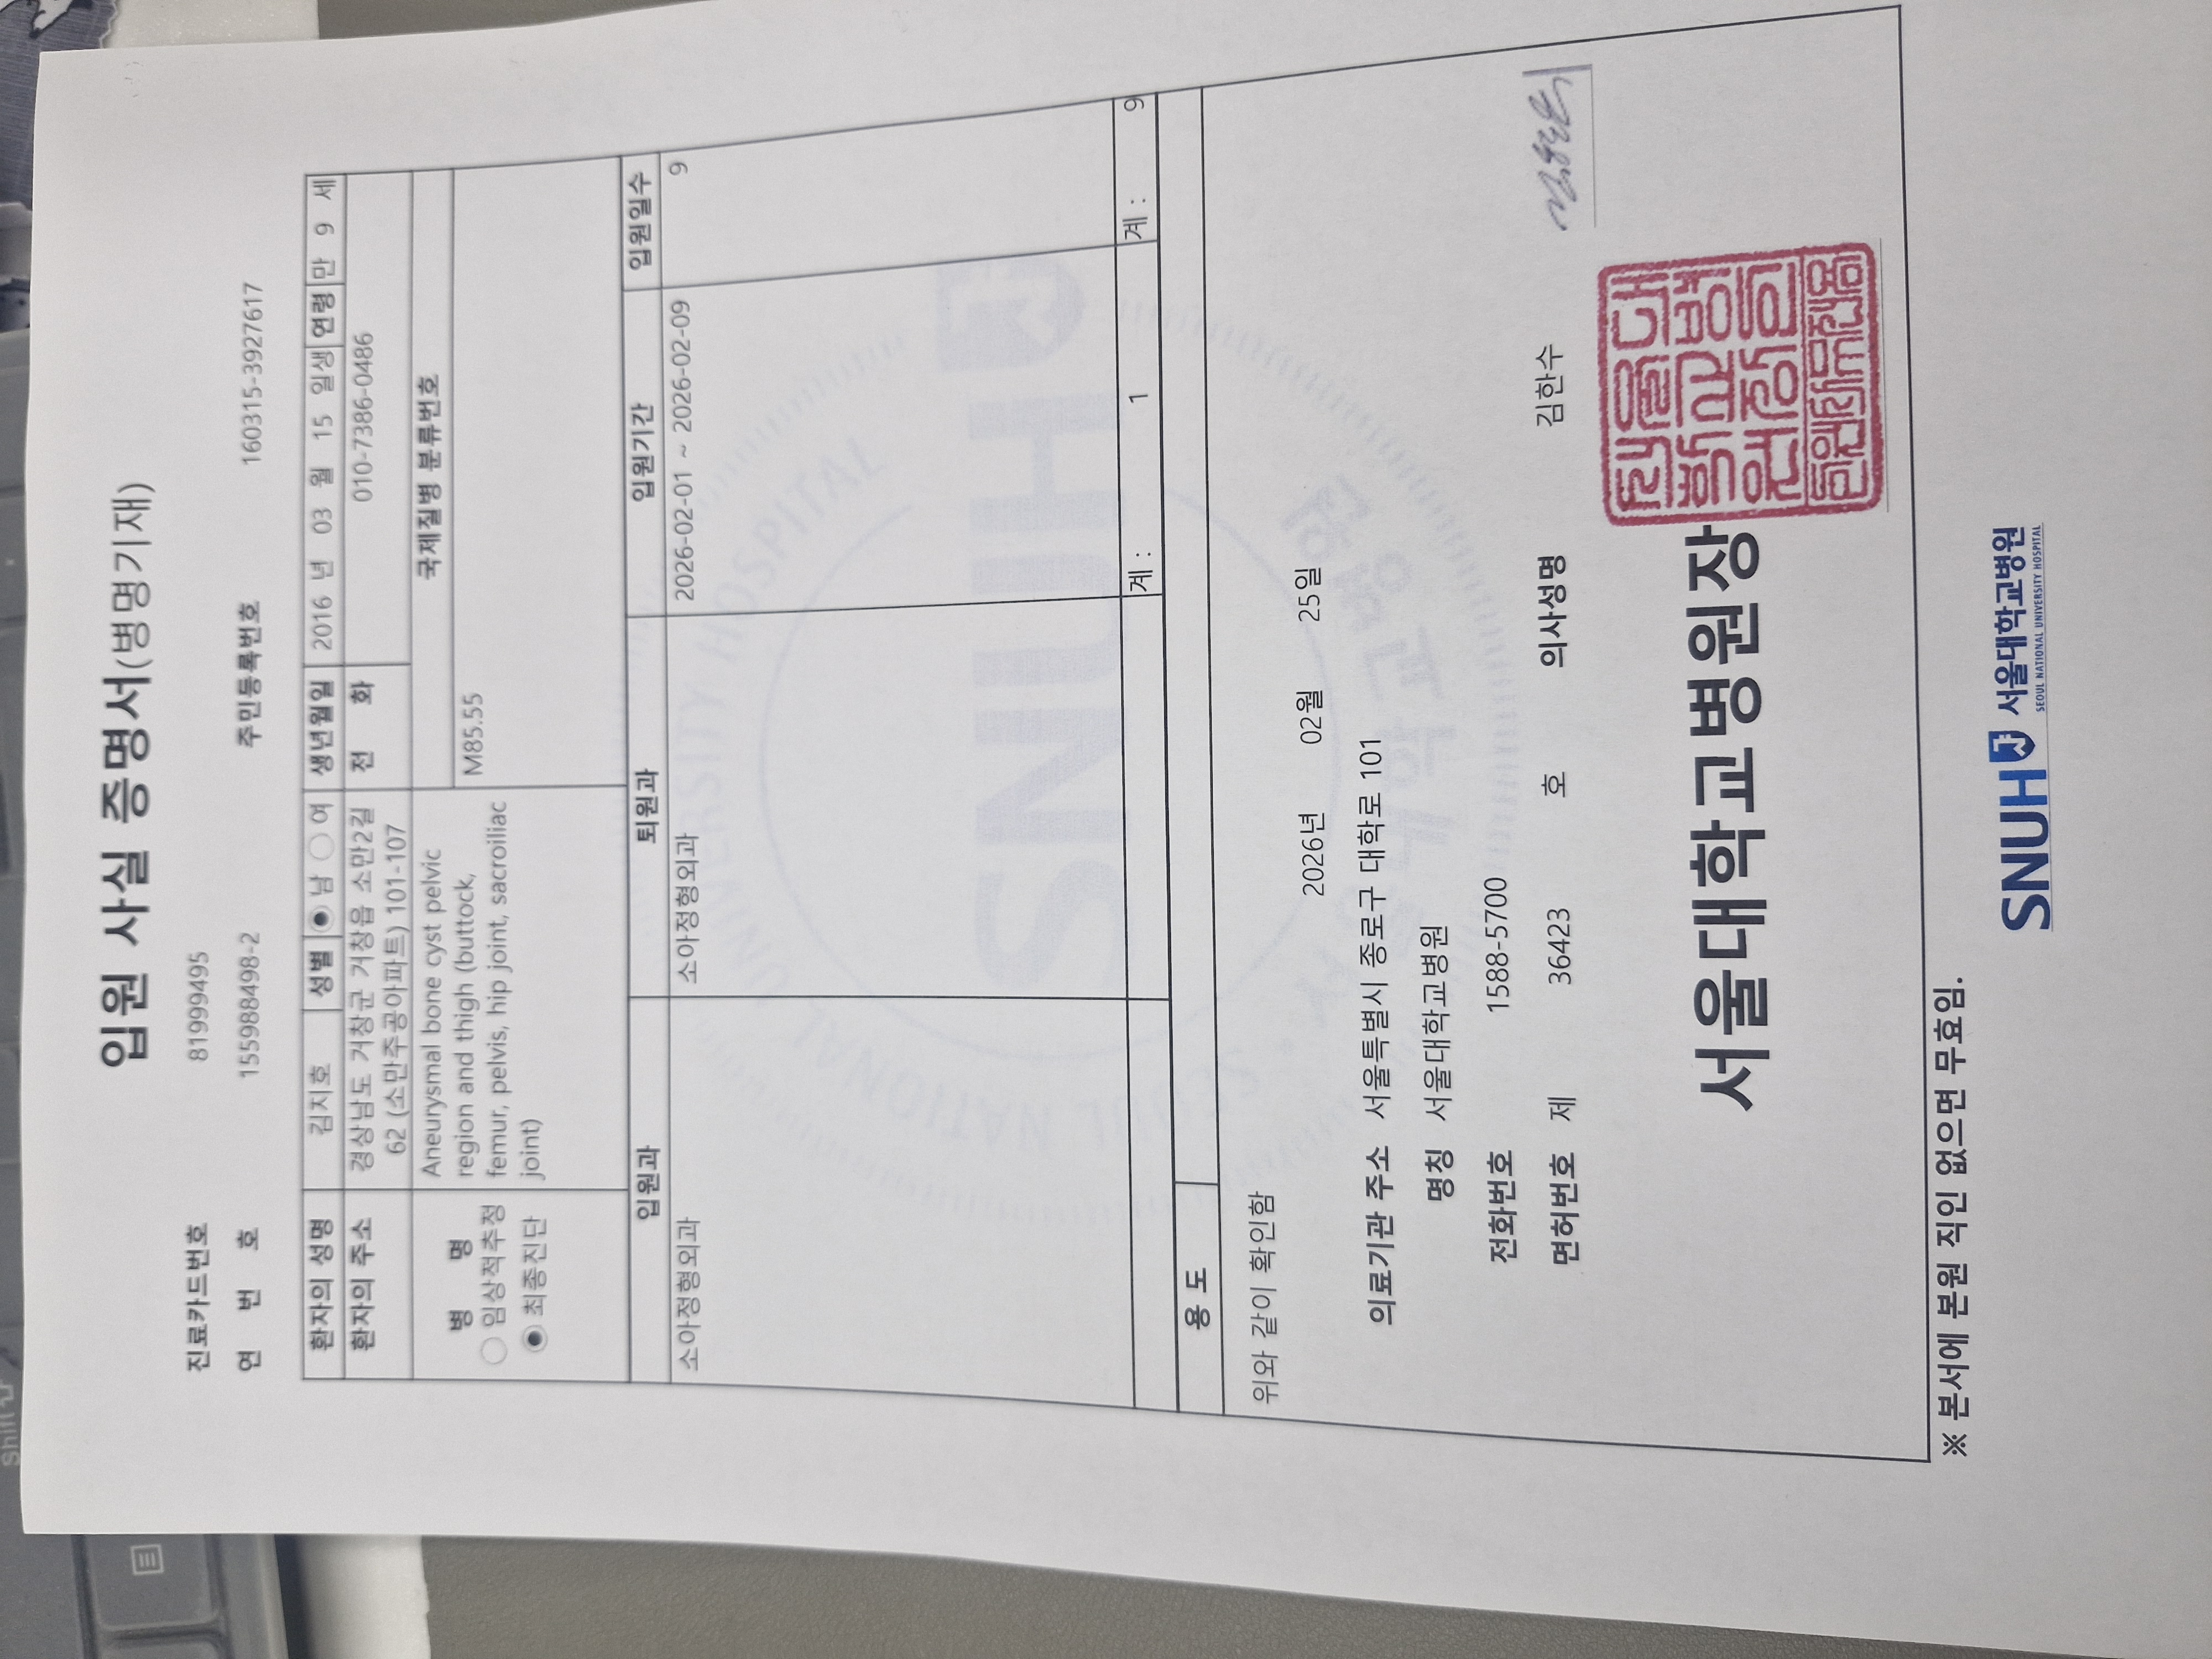 입원 사실 증명서(병명기재)
진료카드번호 81999495
연 번 호 155988498-2 주민등록번호 160315-3927617
환자의 성명 김지호 성별 남 여 생년월일 2016 년 03 월 15 일생 연령 만 9 세
환자의 주소 경상남도 거창군 거창읍 소만2길 62 (소만주공아파트) 101-107 전 화 010-7386-0486
병 명
임상적추정
최종진단
Aneurysmal bone cyst pelvic
region and thigh (buttock,
femur, pelvis, hip joint, sacroiliac
joint)
국제질병 분류번호
M85.55
입원과 퇴원과 입원기간 입원일수
소아정형외과 소아정형외과 2026-02-01 ~ 2026-02-09 9
계 : 1 계 : 9
용 도
위와 같이 확인함
2026년 02월 25일
의료기관 주소 서울특별시 종로구 대학로 101
명칭 서울대학교병원
전화번호 1588-5700
면허번호 제 36423 호 의사성명 김한수
서울대학교병원장
※ 본서에 본원 직인 없으면 무효임.
SNUH 서울대학교병원
SEOUL NATIONAL UNIVERSITY HOSPITAL
SEOUL NATIONAL UNIVERSITY HOSPITAL
SNUH
서울대학교병원